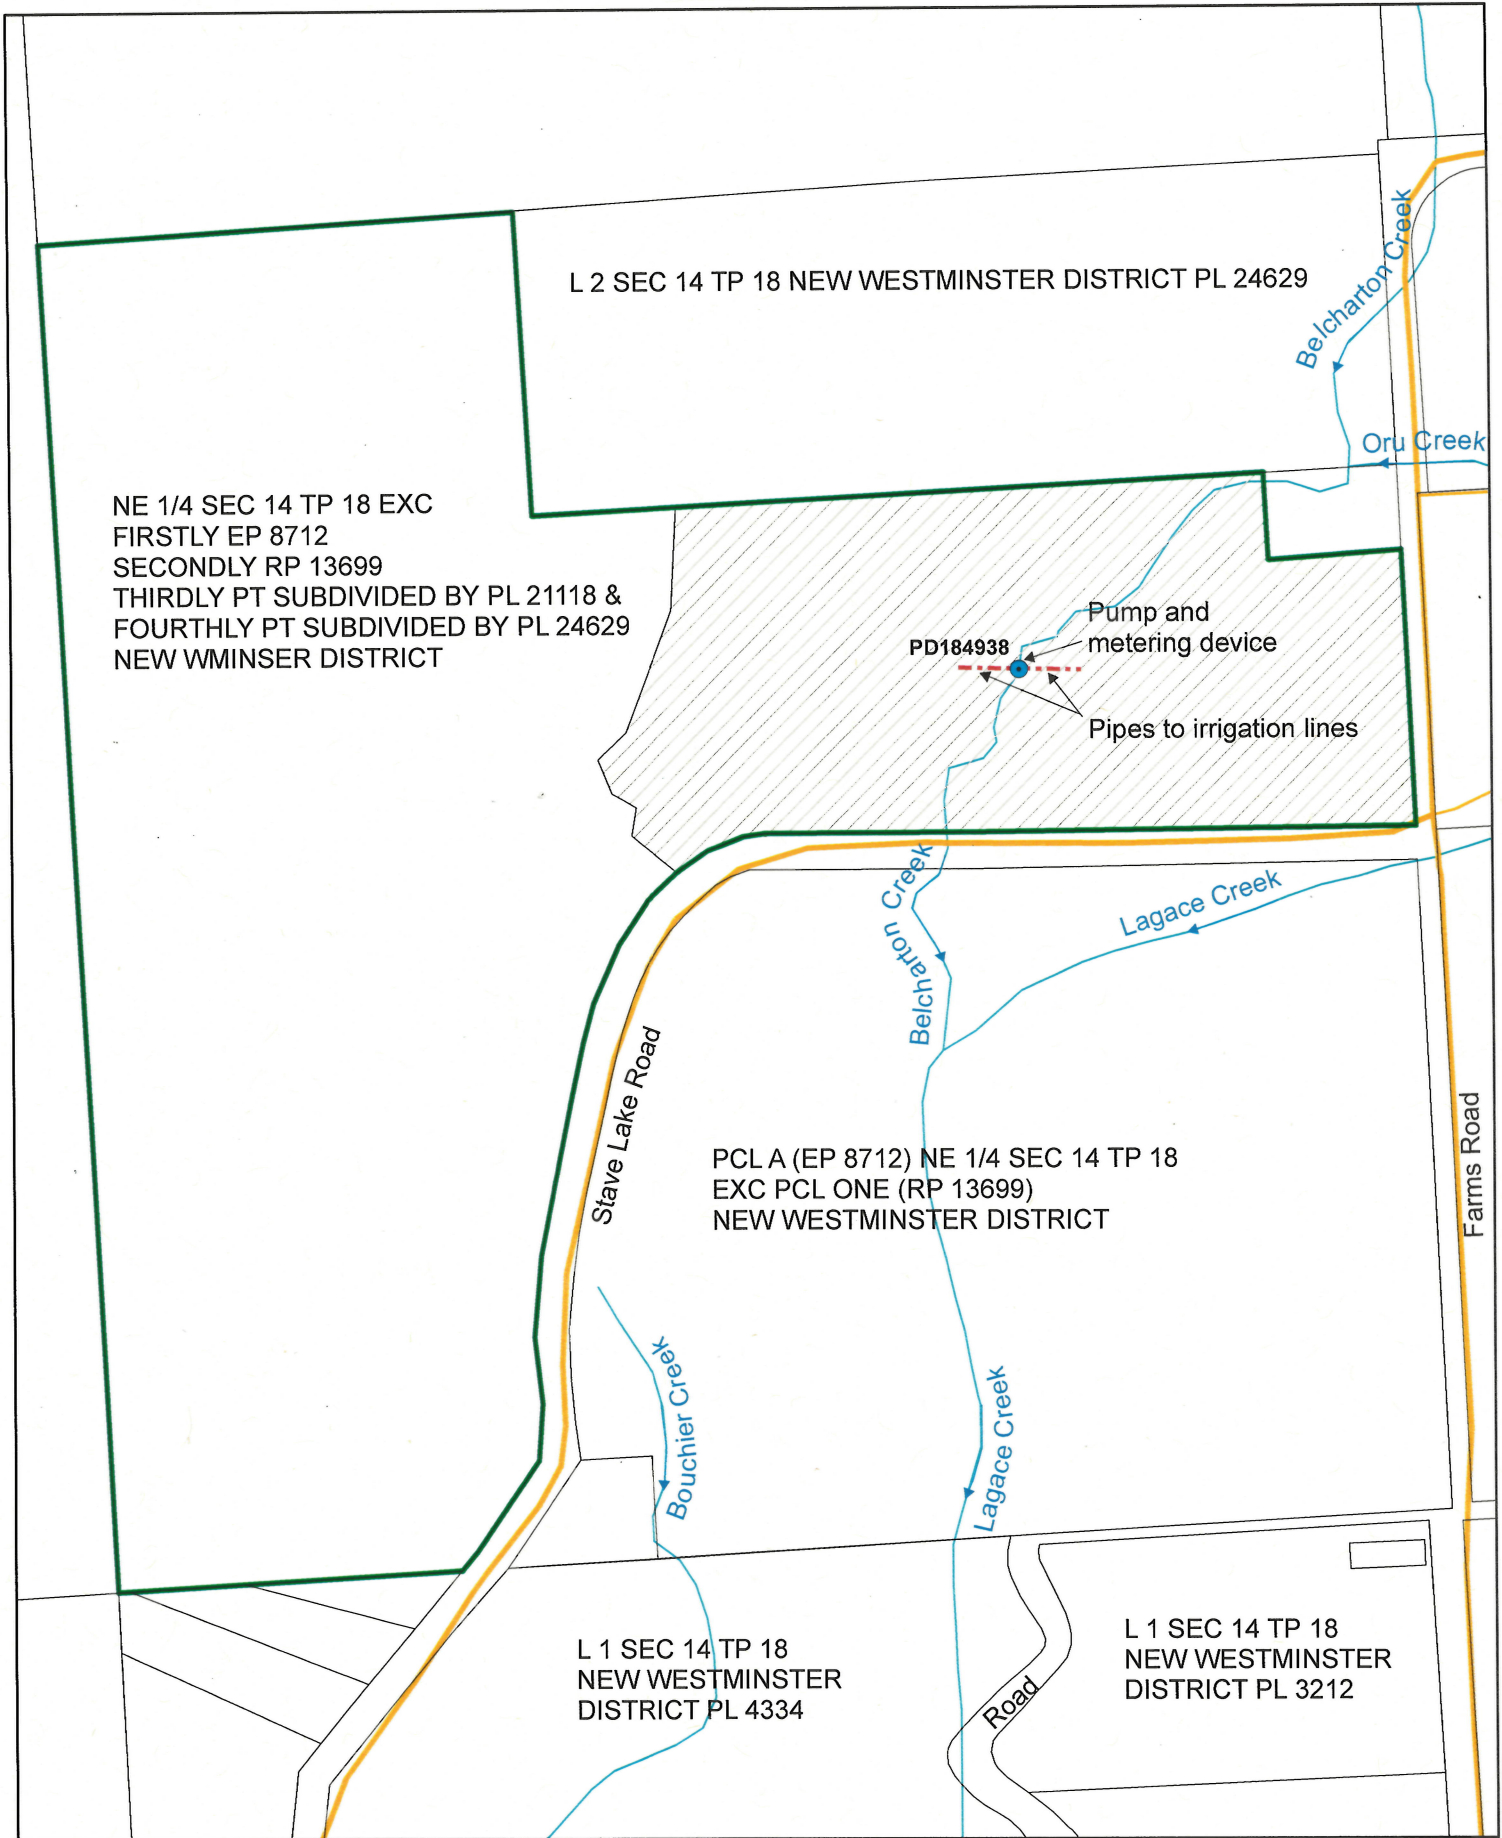 L 2 SEC 14 TP 18 NEW WESTMINSTER DISTRICT PL 24629
Belcharton Creek
Oru Creek
NE 1/4 SEC 14 TP 18 EXC
FIRSTLY EP 8712
SECONDLY RP 13699
THIRDLY PT SUBDIVIDED BY PL 21118 &
FOURTHLY PT SUBDIVIDED BY PL 24629
NEW WMINSER DISTRICT
Pump and
metering device
PD184938
Pipes to irrigation lines
Belcharton Creek
Lagace Creek
Stave Lake Road
PCL A (EP 8712) NE 1/4 SEC 14 TP 18
EXC PCL ONE (RP 13699)
NEW WESTMINSTER DISTRICT
Farms Road
Bouchier Creek
Lagace Creek
L 1 SEC 14 TP 18
NEW WESTMINSTER
DISTRICT PL 4334
Road
L 1 SEC 14 TP 18
NEW WESTMINSTER
DISTRICT PL 3212